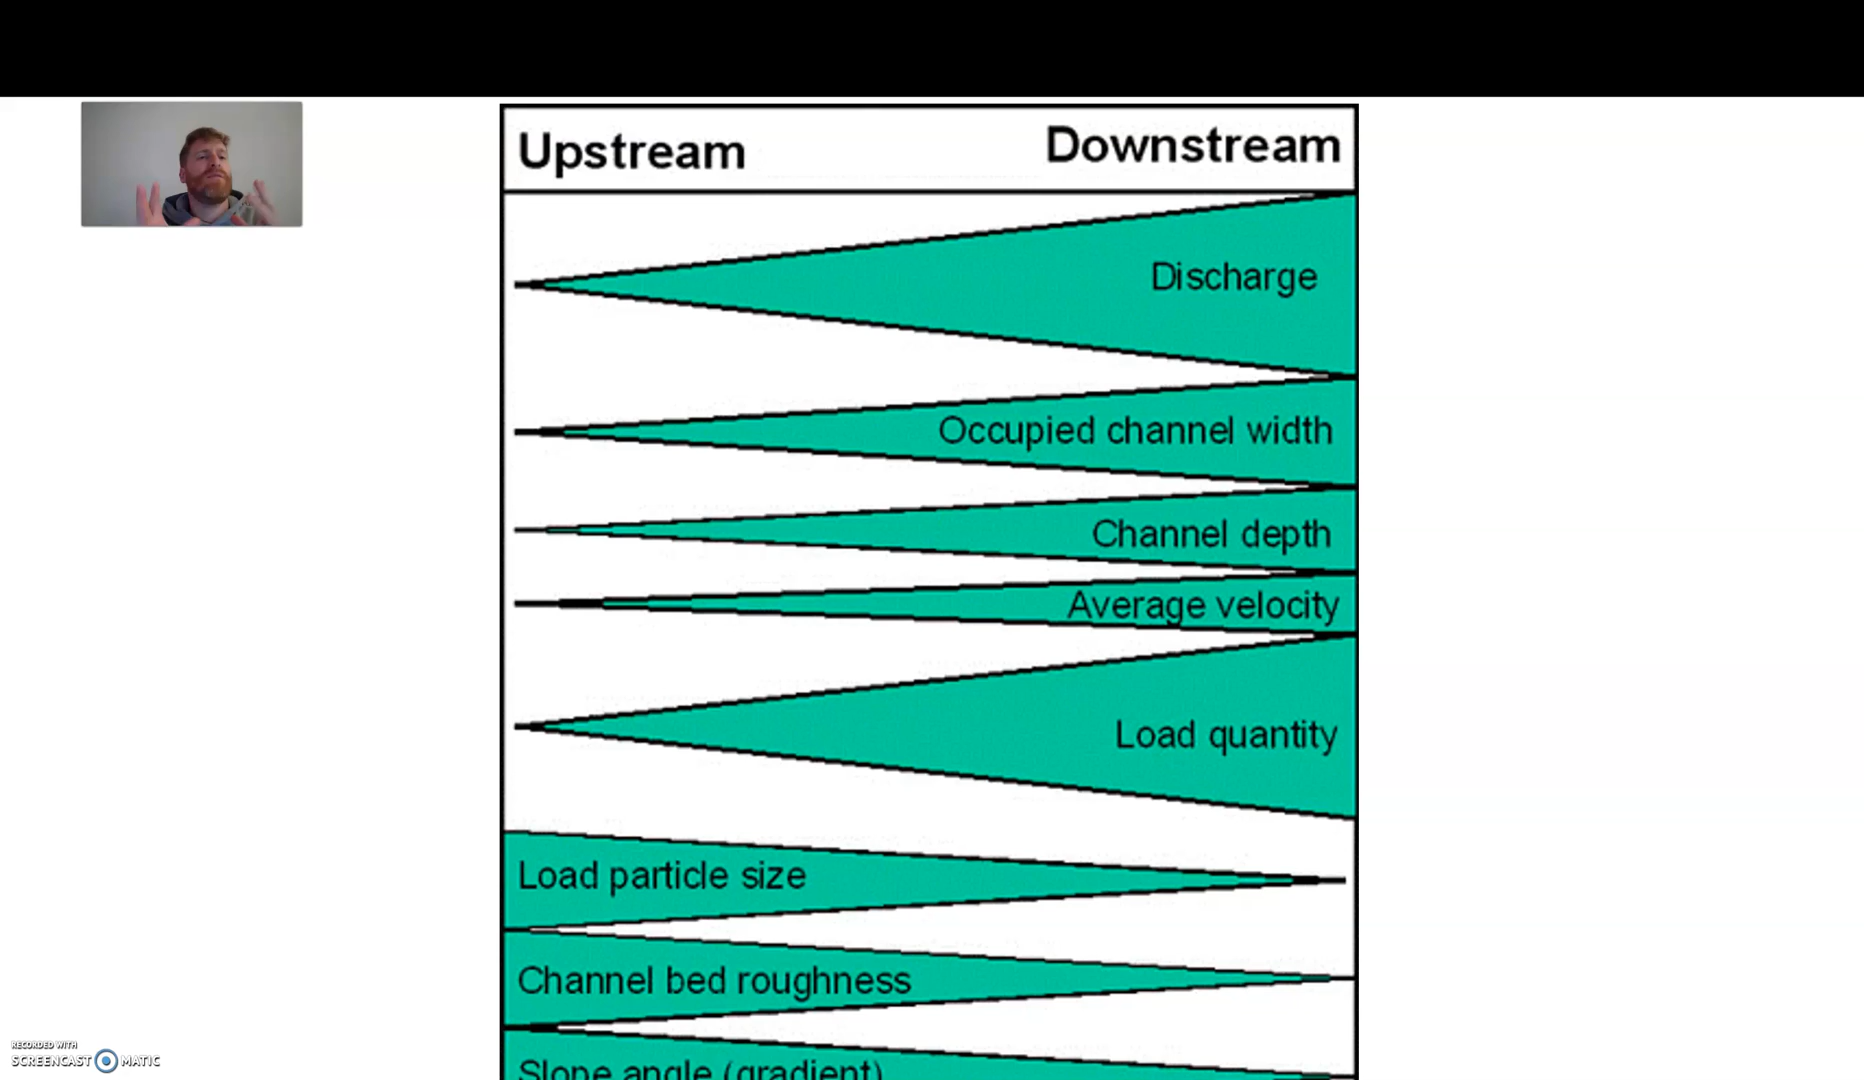 Upstream
Downstream
Discharge
Occupied channel width
Channel depth
Average velocity
Load quantity
Load particle size
Channel bed roughness
Slope angle (gradient)
RECORDED WITH
SCREENCAST MATIC